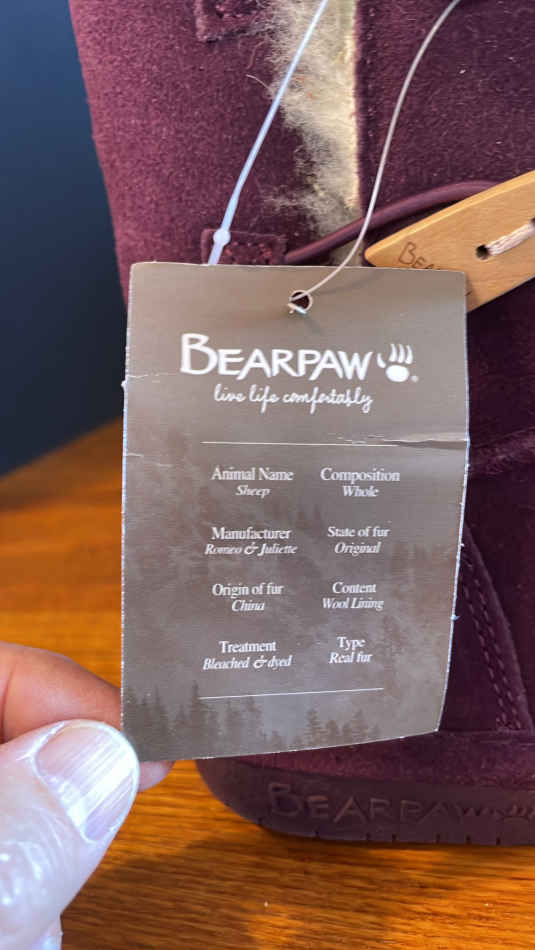 BEARPAW
live life comfortably
Animal Name
Sheep
Composition
Whole
Manufacturer
Romeo & Juliette
State of fur
Original
Origin of fur
China
Content
Wool Lining
Treatment
Bleached & dyed
Type
Real fur
BEARPAW